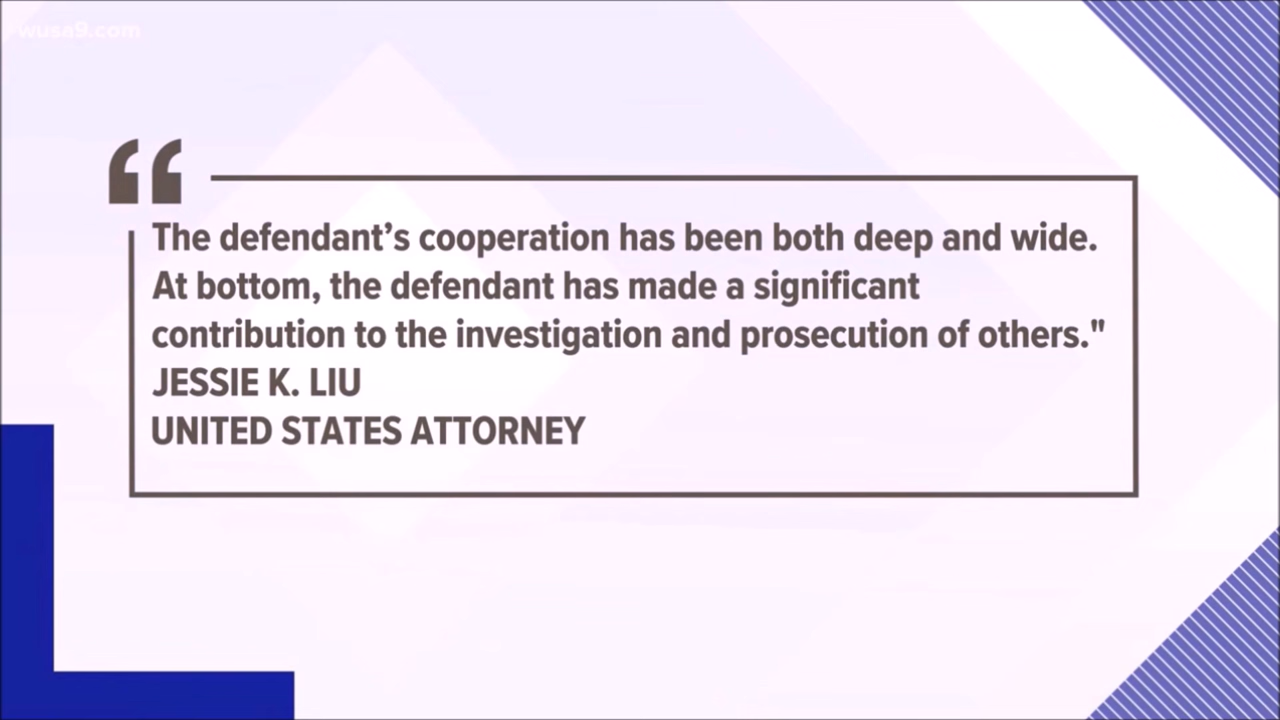 wusa9.com
“
The defendant’s cooperation has been both deep and wide.
At bottom, the defendant has made a significant
contribution to the investigation and prosecution of others."
JESSIE K. LIU
UNITED STATES ATTORNEY